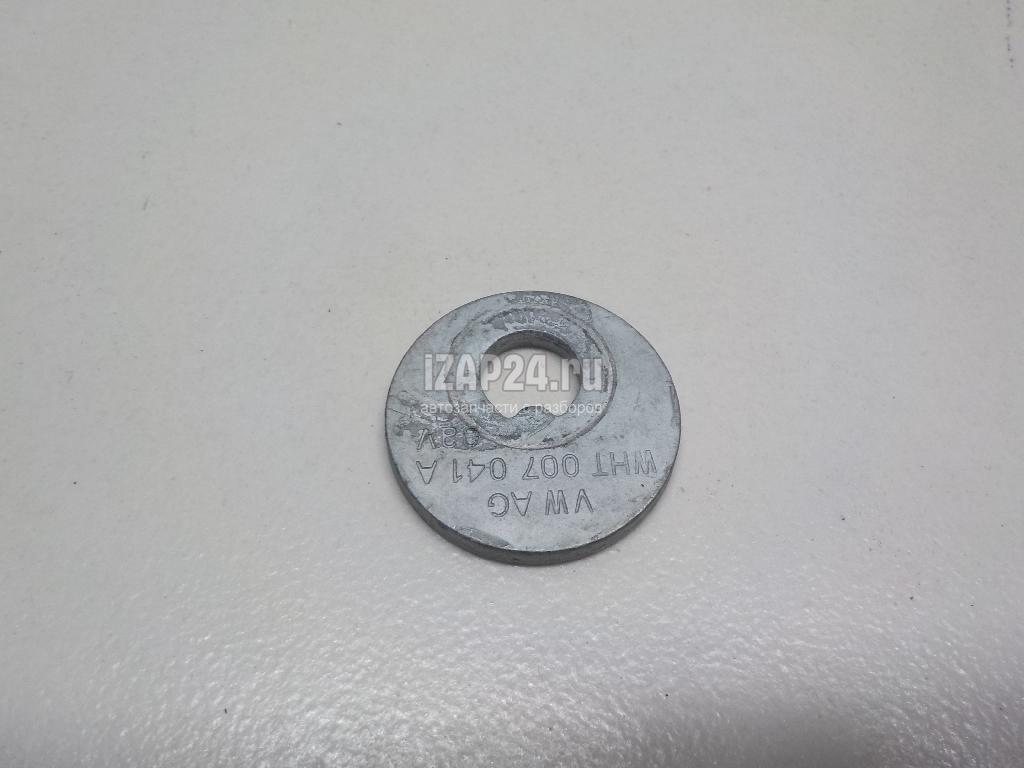 iZAP24.ru
автозапчасти с разборов
VW AG
WHT 007 041 A